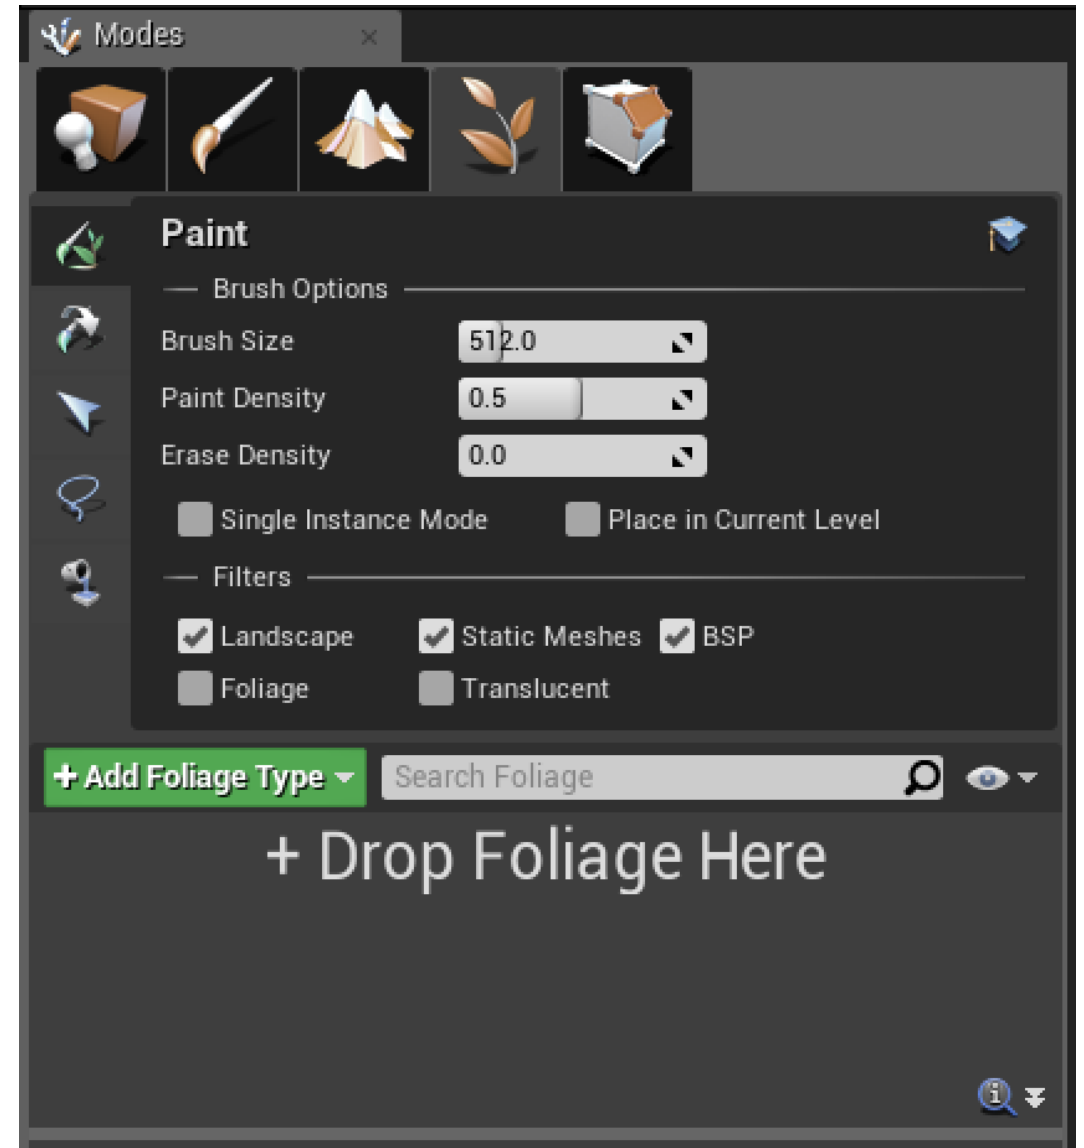 Modes
Paint
Brush Options
Brush Size 512.0
Paint Density 0.5
Erase Density 0.0
Single Instance Mode Place in Current Level
Filters
Landscape Static Meshes BSP
Foliage Translucent
+ Add Foliage Type Search Foliage
+ Drop Foliage Here